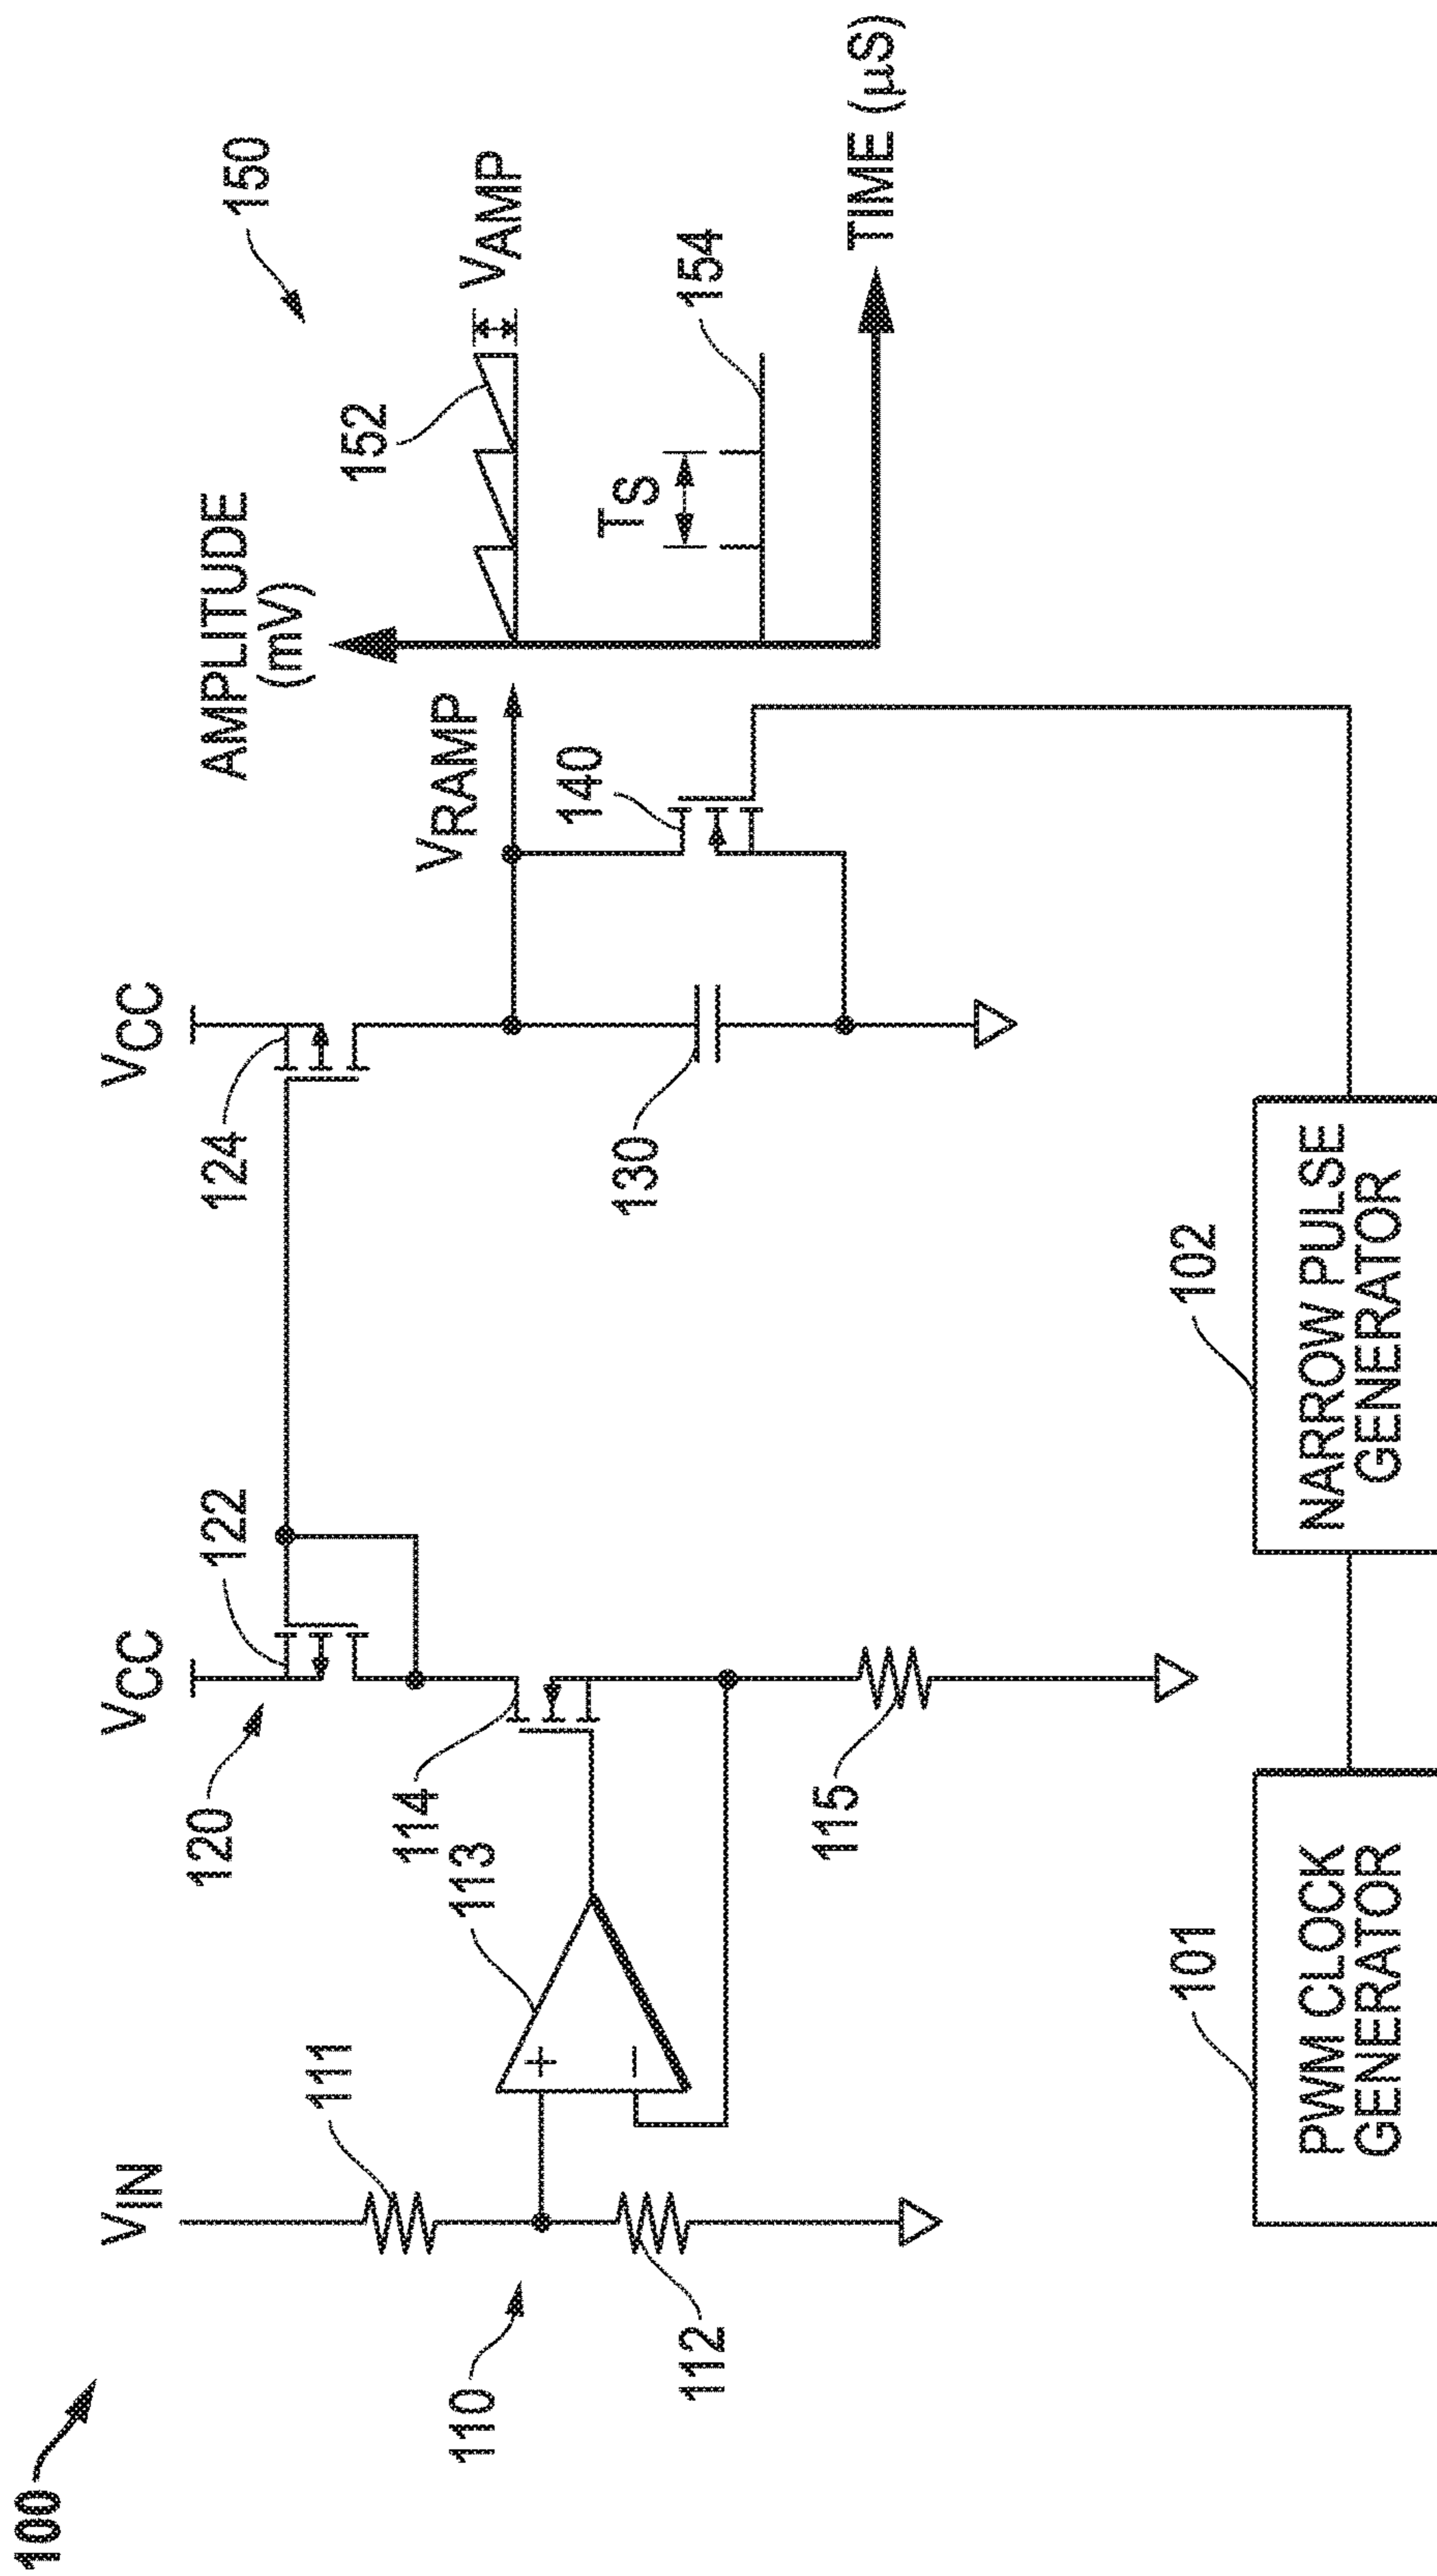 100
VIN
VCC
VCC
120
122
124
110
111
112
113
114
115
130
VRAMP
140
AMPLITUDE
(mV)
150
152
VAMP
TS
154
TIME (µS)
101
PWM CLOCK
GENERATOR
102
NARROW PULSE
GENERATOR
+
−